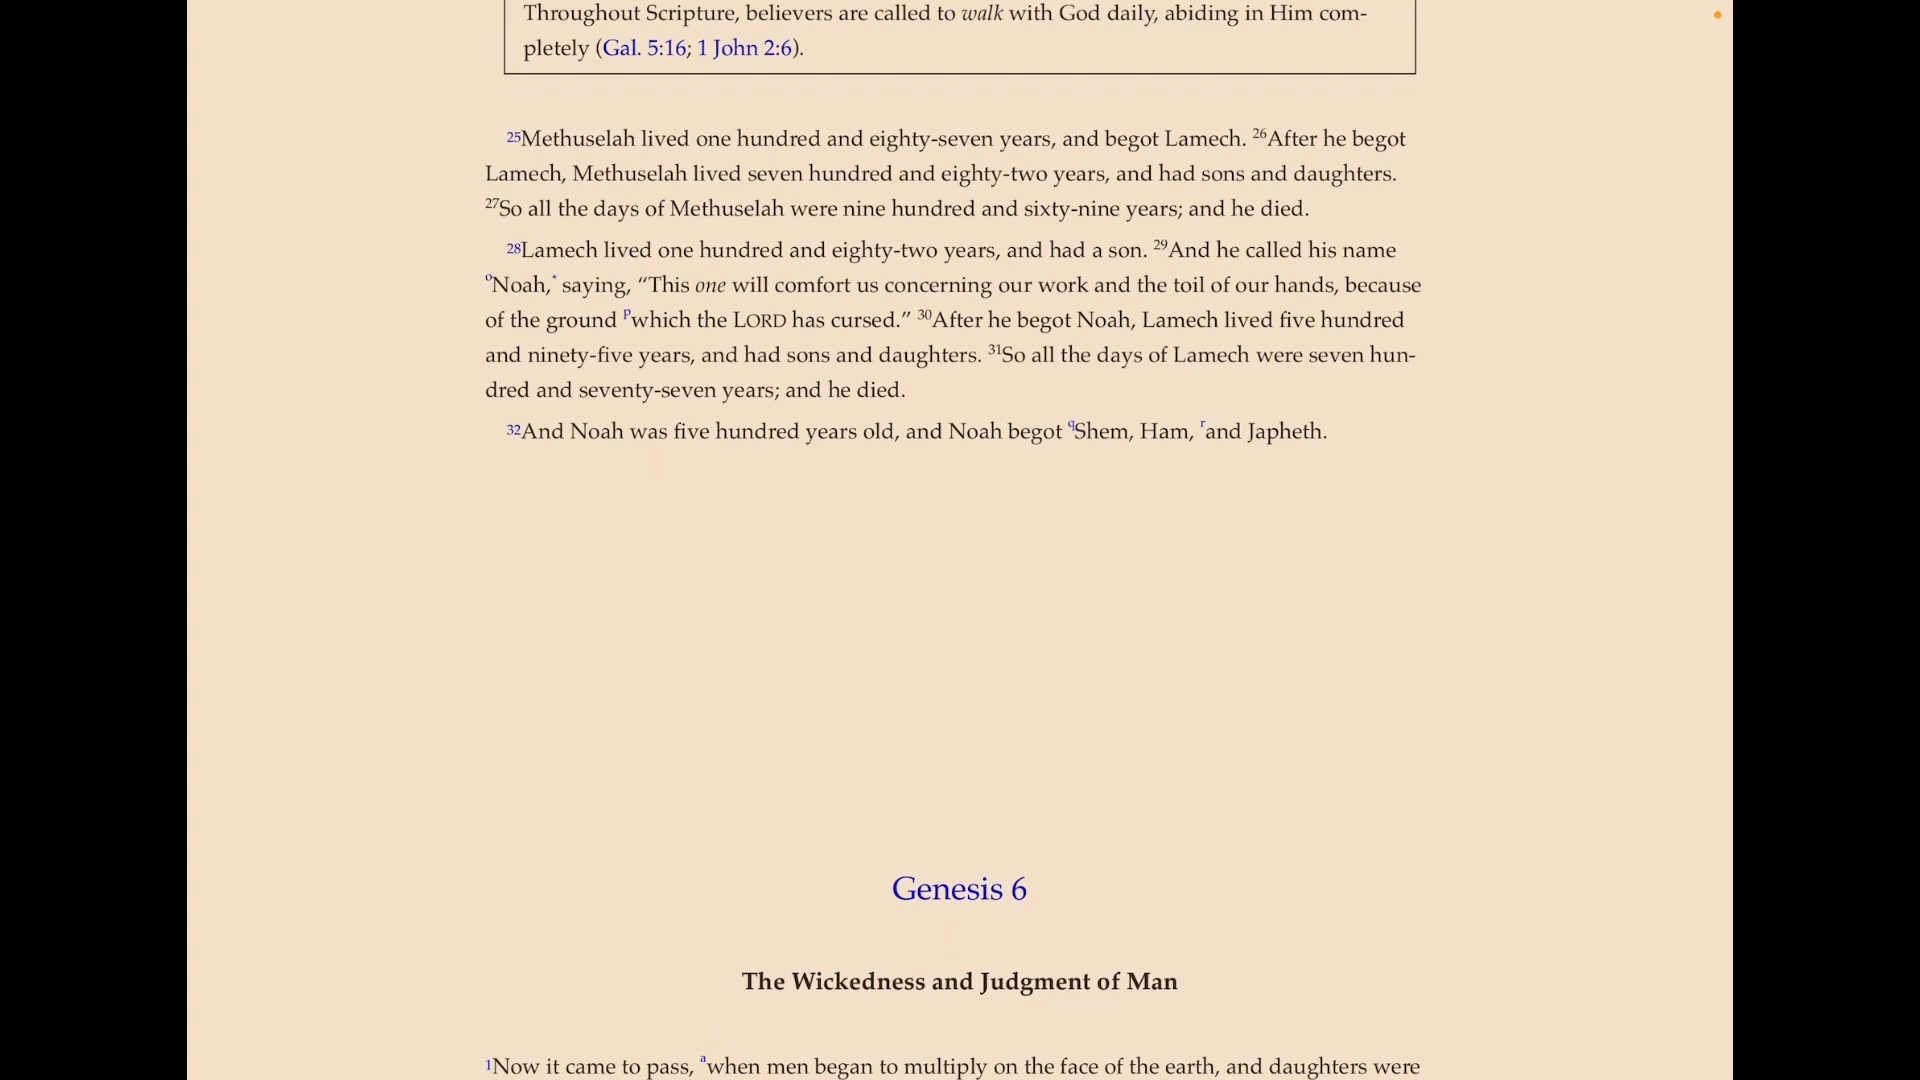 Throughout Scripture, believers are called to walk with God daily, abiding in Him com-
pletely (Gal. 5:16; 1 John 2:6).
25Methuselah lived one hundred and eighty-seven years, and begot Lamech. 26After he begot
Lamech, Methuselah lived seven hundred and eighty-two years, and had sons and daughters.
27So all the days of Methuselah were nine hundred and sixty-nine years; and he died.
28Lamech lived one hundred and eighty-two years, and had a son. 29And he called his name
oNoah,* saying, “This one will comfort us concerning our work and the toil of our hands, because
of the ground pwhich the LORD has cursed.” 30After he begot Noah, Lamech lived five hundred
and ninety-five years, and had sons and daughters. 31So all the days of Lamech were seven hun-
dred and seventy-seven years; and he died.
32And Noah was five hundred years old, and Noah begot qShem, Ham, rand Japheth.
Genesis 6
The Wickedness and Judgment of Man
1Now it came to pass, awhen men began to multiply on the face of the earth, and daughters were